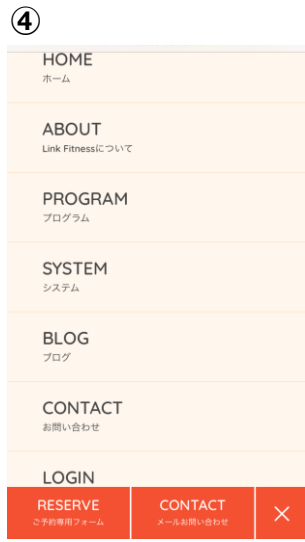 ④
HOME
ホーム
ABOUT
Link Fitnessについて
PROGRAM
プログラム
SYSTEM
システム
BLOG
ブログ
CONTACT
お問い合わせ
LOGIN
RESERVE
ご予約専用フォーム
CONTACT
メールお問い合わせ
×